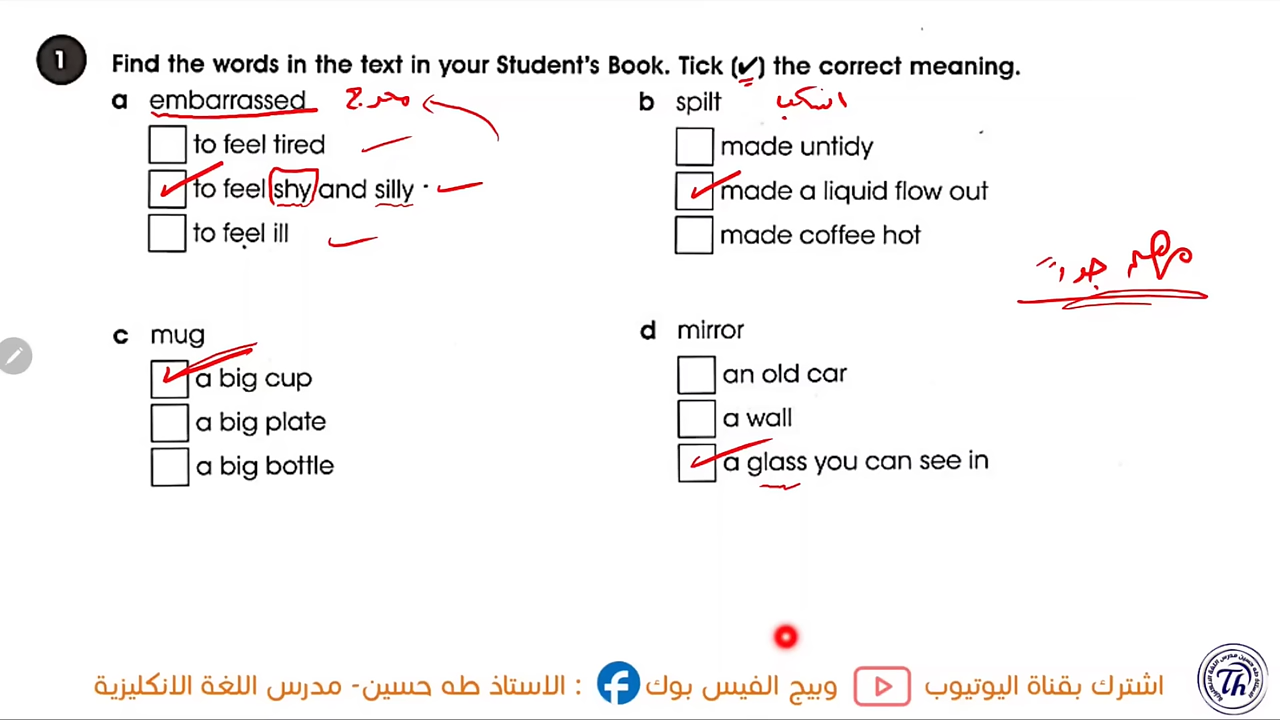 1 Find the words in the text in your Student's Book. Tick (✔) the correct meaning.
a embarrassed محرج
to feel tired
to feel shy and silly
to feel ill
b spilt انسكب
made untidy
made a liquid flow out
made coffee hot
مهم جدا
c mug
a big cup
a big plate
a big bottle
d mirror
an old car
a wall
a glass you can see in
اشترك بقناة اليوتيوب وبيج الفيس بوك : الاستاذ طه حسين- مدرس اللغة الانكليزية
Th